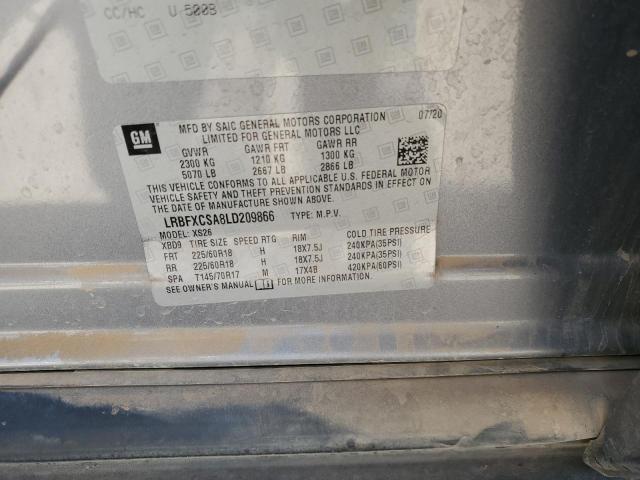 CC/HC U 5003
GM
MFD BY SAIC GENERAL MOTORS CORPORATION 07/20
LIMITED FOR GENERAL MOTORS LLC
GVWR GAWR FRT GAWR RR
2300 KG 1210 KG 1300 KG
5070 LB 2667 LB 2866 LB
THIS VEHICLE CONFORMS TO ALL APPLICABLE U.S. FEDERAL MOTOR
VEHICLE SAFETY AND THEFT PREVENTION STANDARDS IN EFFECT ON
THE DATE OF MANUFACTURE SHOWN ABOVE.
LRBFXCSA8LD209866 TYPE: M.P.V.
MODEL: XS26
XBD9 TIRE SIZE SPEED RTG RIM COLD TIRE PRESSURE
FRT 225/60R18 H 18X7.5J 240KPA(35PSI)
RR 225/60R18 H 18X7.5J 240KPA(35PSI)
SPA T145/70R17 M 17X4B 420KPA(60PSI)
SEE OWNER'S MANUAL FOR MORE INFORMATION.